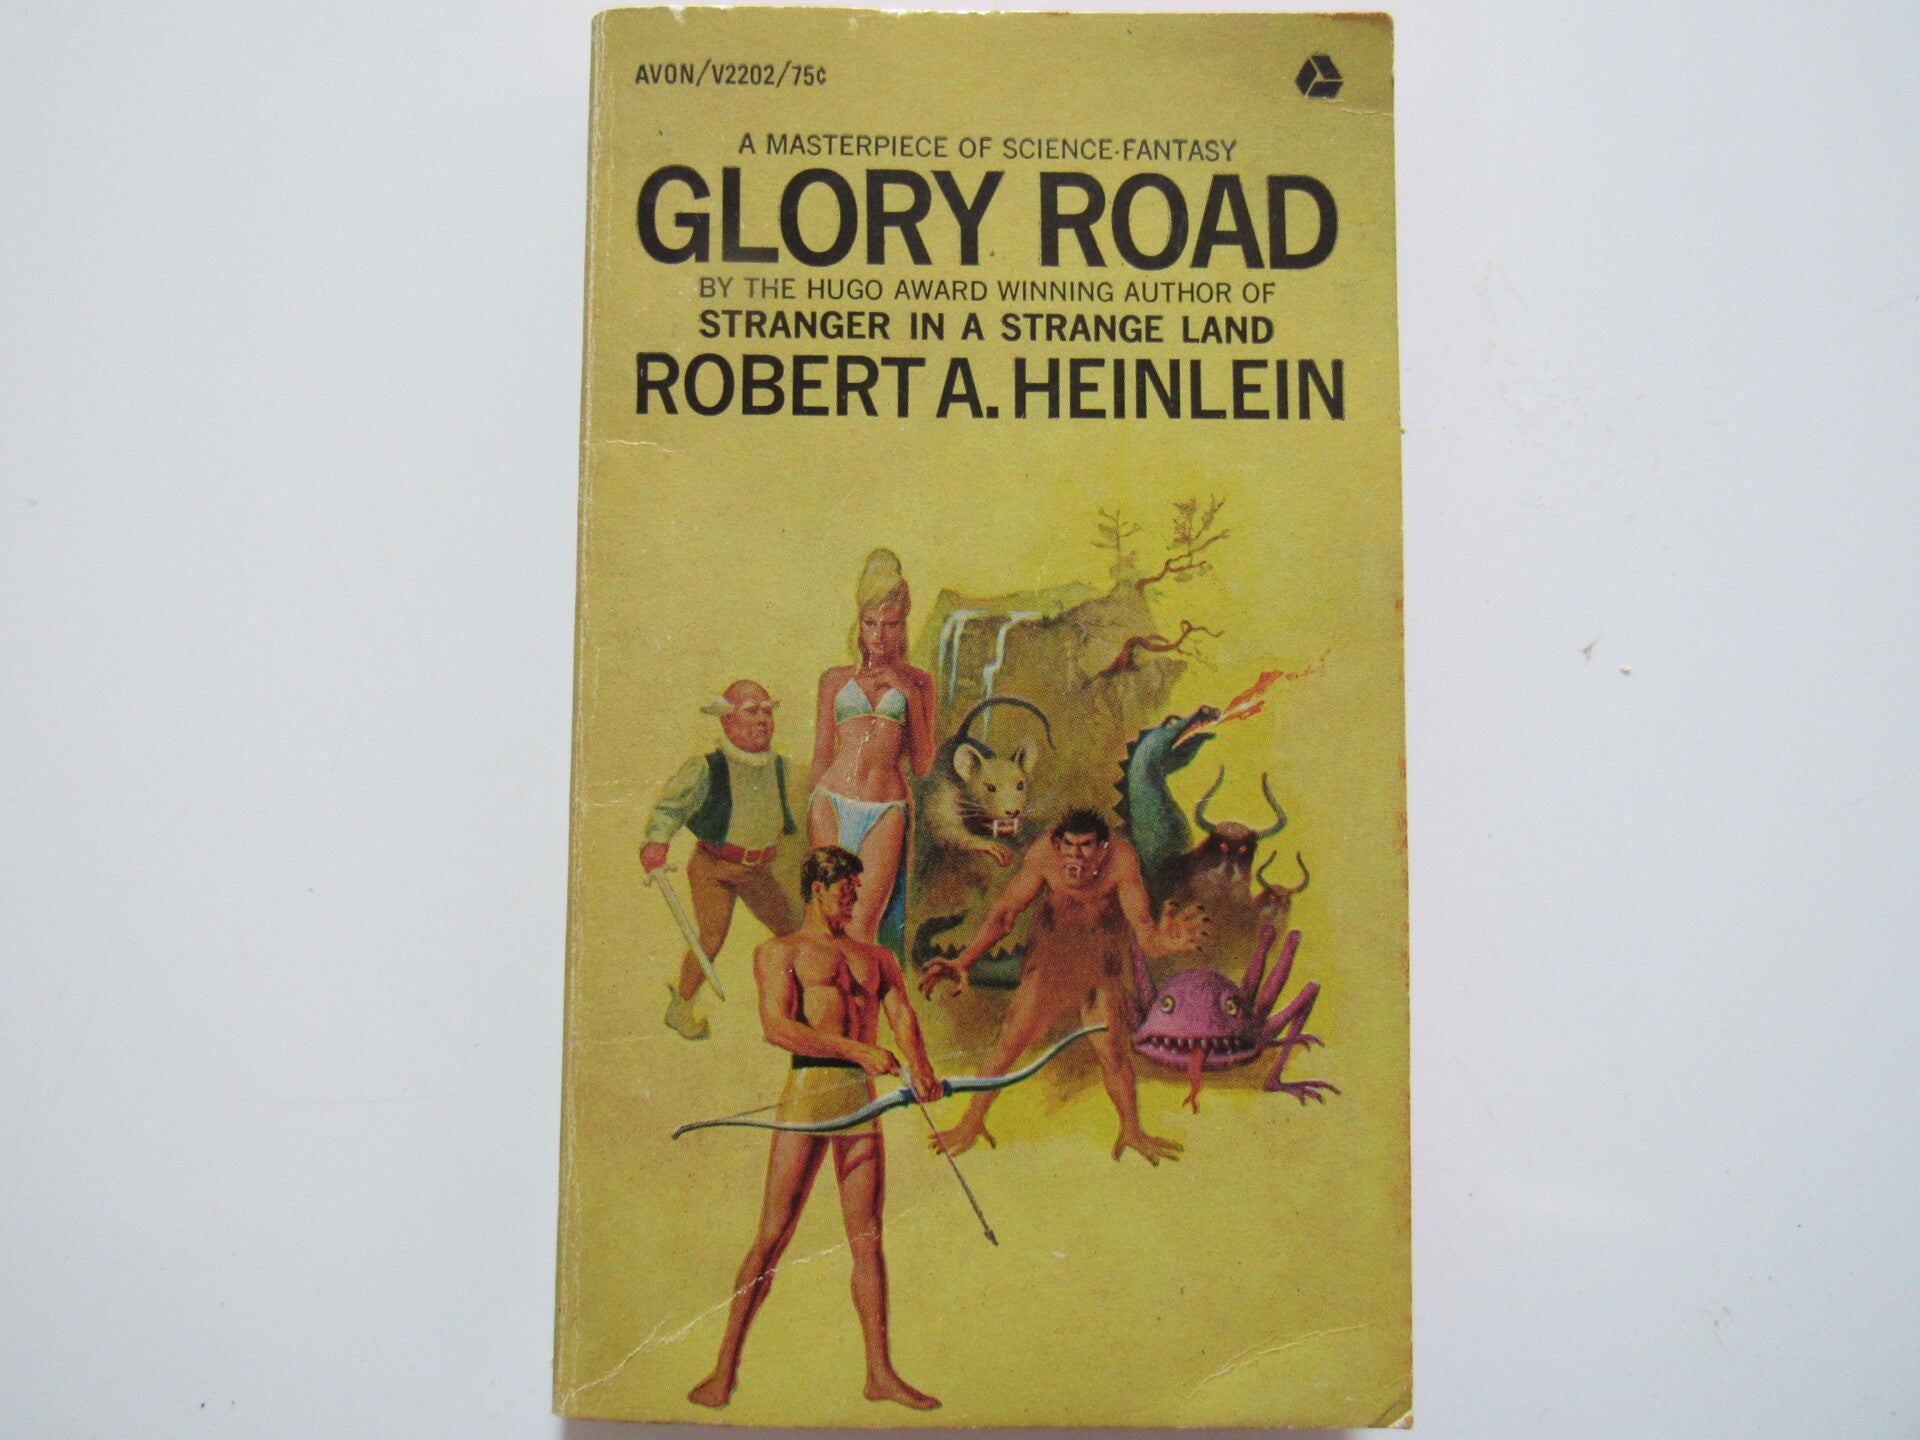 AVON/V2202/75¢
A MASTERPIECE OF SCIENCE-FANTASY
GLORY ROAD
BY THE HUGO AWARD WINNING AUTHOR OF
STRANGER IN A STRANGE LAND
ROBERT A. HEINLEIN